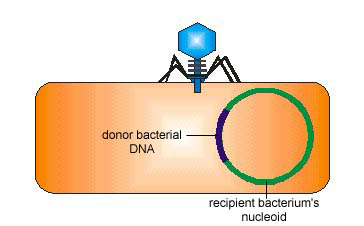 donor bacterial
DNA
recipient bacterium's
nucleoid